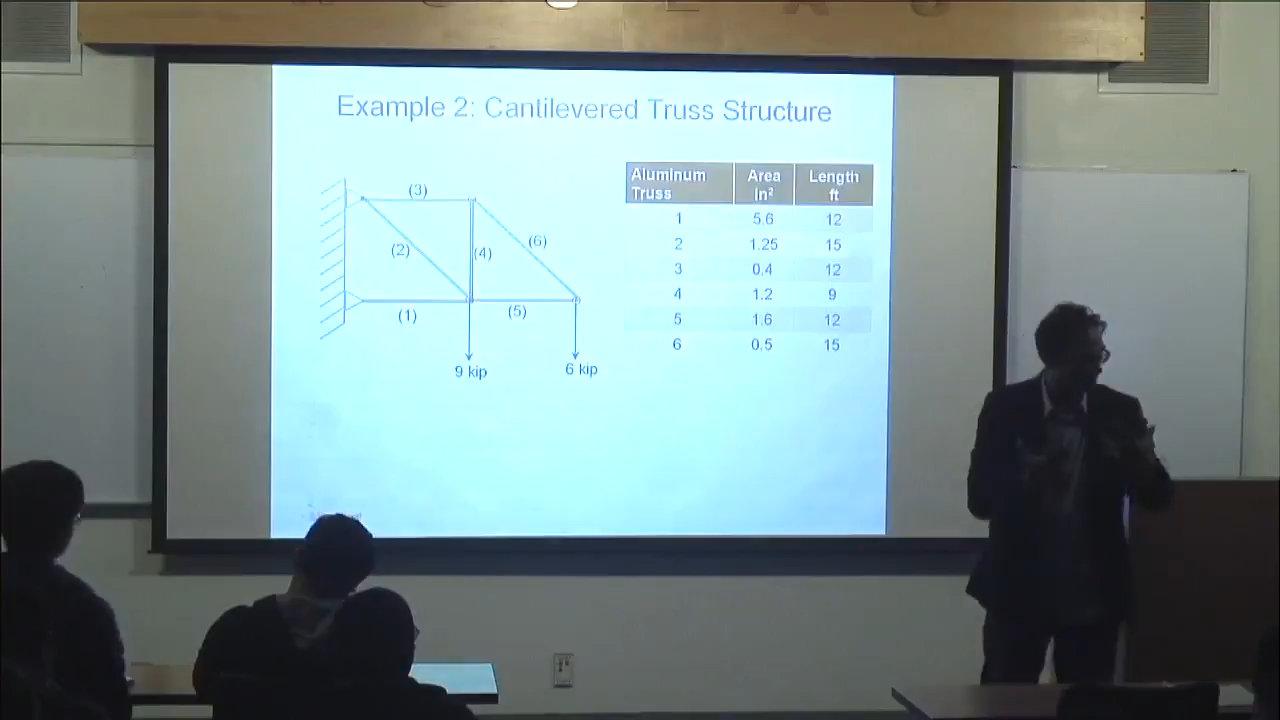 Example 2: Cantilevered Truss Structure
Aluminum Truss Area In² Length ft
1 5.6 12
2 1.25 15
3 0.4 12
4 1.2 9
5 1.6 12
6 0.5 15
(3)
(2)
(4)
(6)
(1)
(5)
9 kip
6 kip